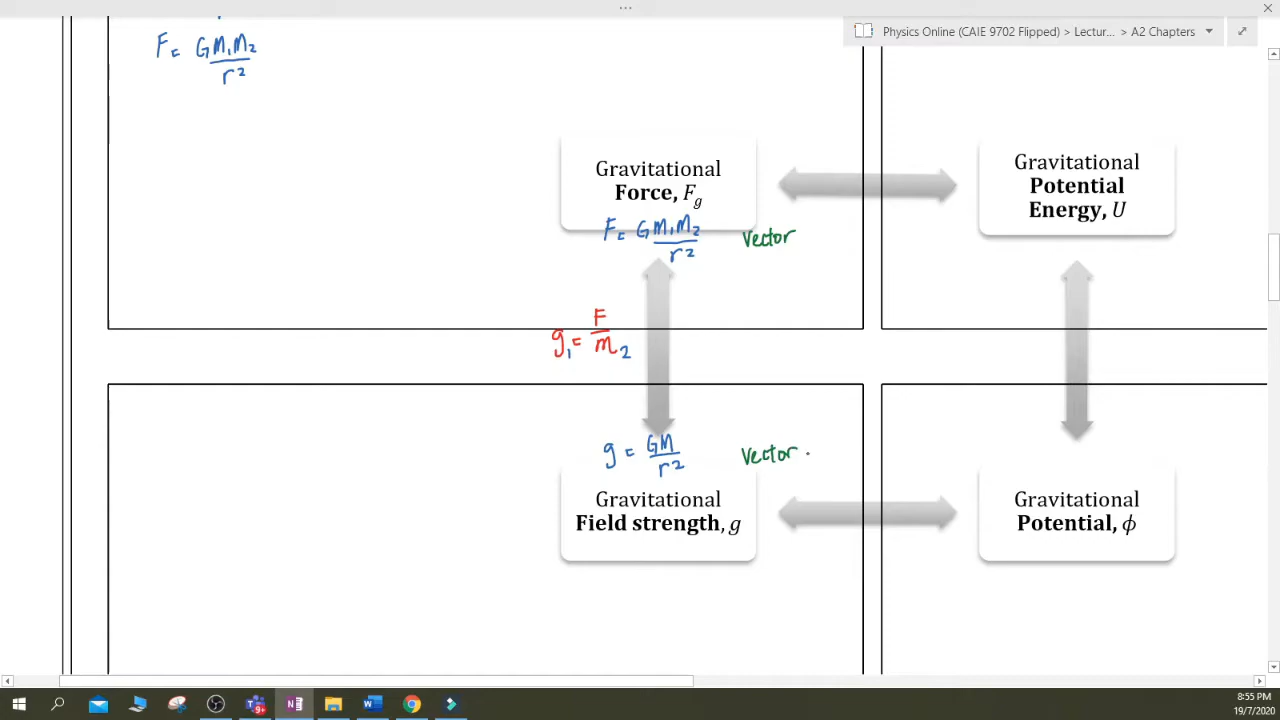 Physics Online (CAIE 9702 Flipped) > Lectur... > A2 Chapters
F = GM₁M₂
r²
Gravitational
Force, F_g
F = GM₁M₂
r²
Vector
Gravitational
Potential
Energy, U
g₁ = F
m₂
g = GM
r²
Vector
Gravitational
Field strength, g
Gravitational
Potential, ϕ
8:55 PM
19/7/2020